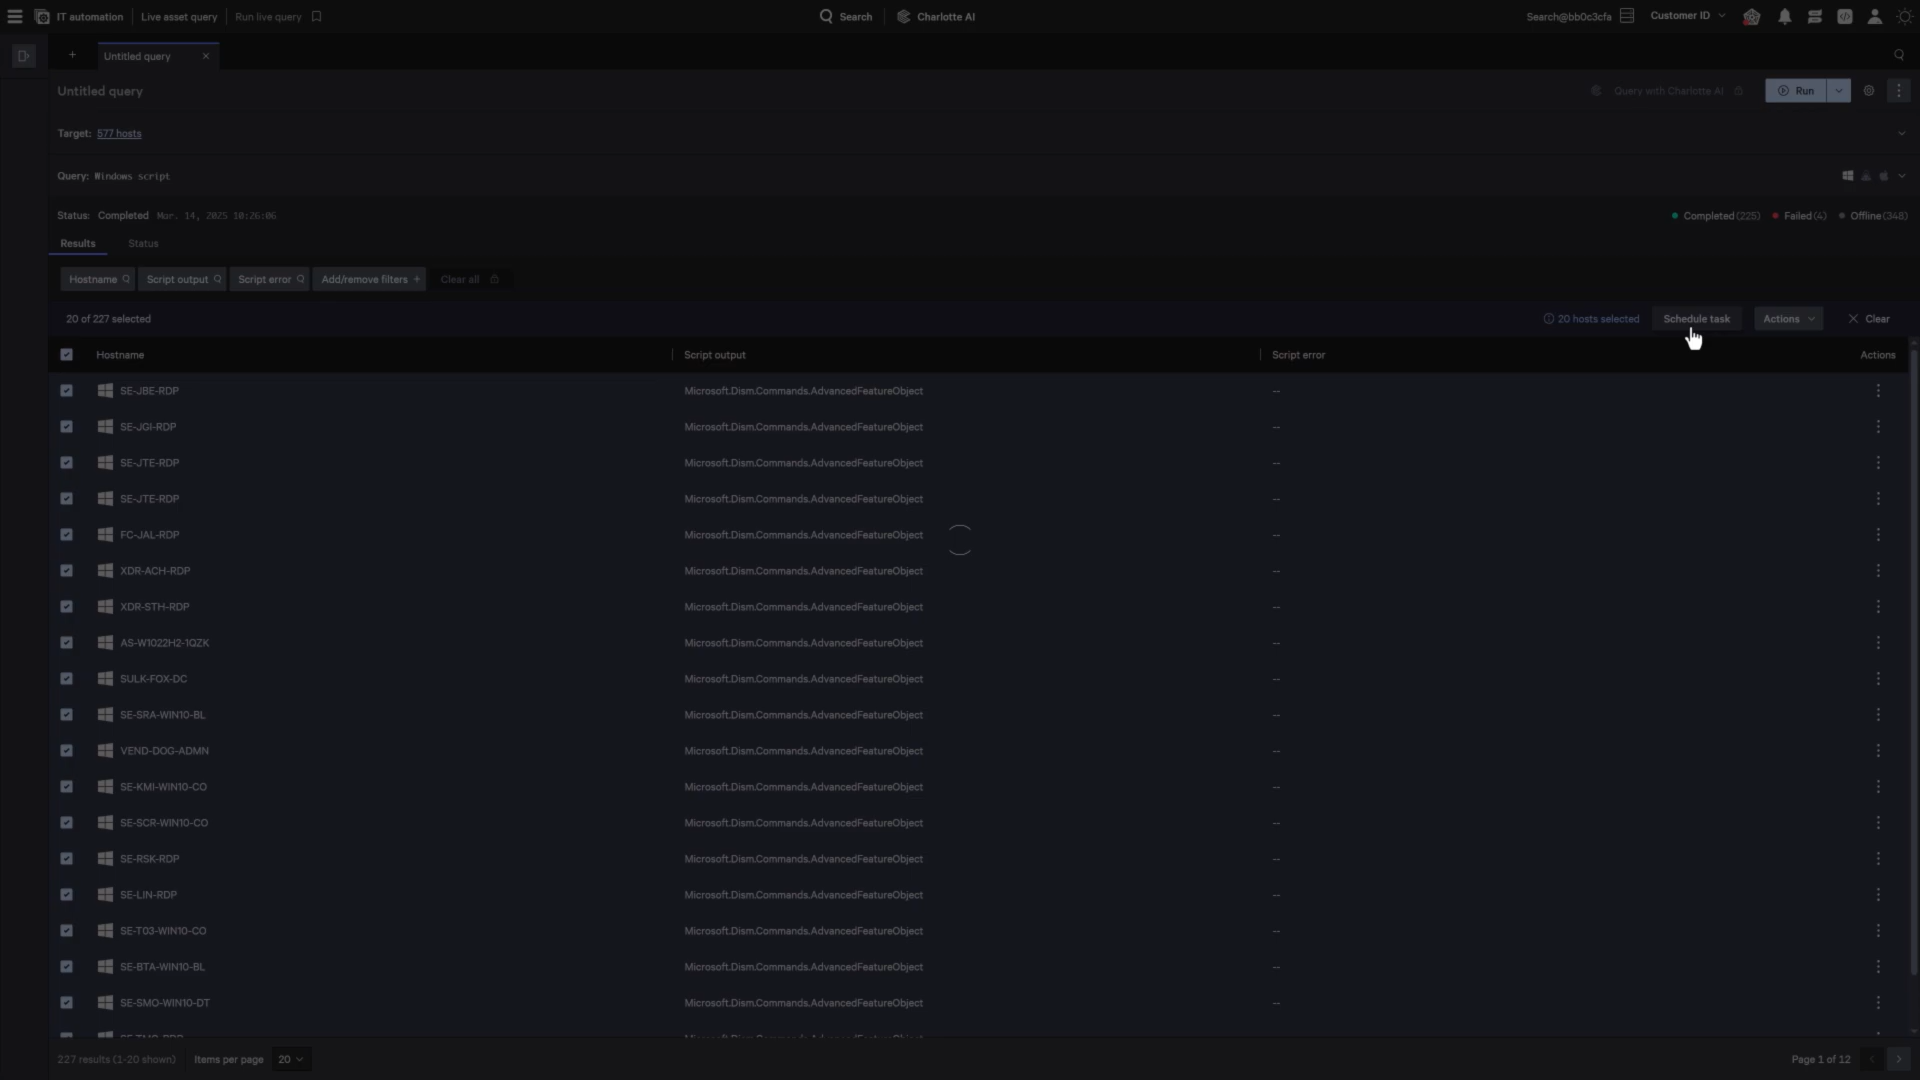 IT automation Live asset query Run live query Search Charlotte AI Search@bb0c3cfa Customer ID
Untitled query
Untitled query Query with Charlotte AI Run
Target: 577 hosts
Query: Windows script
Status: Completed Mar. 14, 2025 10:26:06 Completed (225) Failed (4) Offline (348)
Results Status
Hostname Script output Script error Add/remove filters + Clear all
20 of 227 selected 20 hosts selected Schedule task Actions Clear
Hostname Script output Script error Actions
SE-JBE-RDP Microsoft.Dism.Commands.AdvancedFeatureObject --
SE-JGI-RDP Microsoft.Dism.Commands.AdvancedFeatureObject --
SE-JTE-RDP Microsoft.Dism.Commands.AdvancedFeatureObject --
SE-JTE-RDP Microsoft.Dism.Commands.AdvancedFeatureObject --
FC-JAL-RDP Microsoft.Dism.Commands.AdvancedFeatureObject --
XDR-ACH-RDP Microsoft.Dism.Commands.AdvancedFeatureObject --
XDR-STH-RDP Microsoft.Dism.Commands.AdvancedFeatureObject --
AS-W1022H2-1QZK Microsoft.Dism.Commands.AdvancedFeatureObject --
SULK-FOX-DC Microsoft.Dism.Commands.AdvancedFeatureObject --
SE-SRA-WIN10-BL Microsoft.Dism.Commands.AdvancedFeatureObject --
VEND-DOG-ADMN Microsoft.Dism.Commands.AdvancedFeatureObject --
SE-KMI-WIN10-CO Microsoft.Dism.Commands.AdvancedFeatureObject --
SE-SCR-WIN10-CO Microsoft.Dism.Commands.AdvancedFeatureObject --
SE-RSK-RDP Microsoft.Dism.Commands.AdvancedFeatureObject --
SE-LIN-RDP Microsoft.Dism.Commands.AdvancedFeatureObject --
SE-T03-WIN10-CO Microsoft.Dism.Commands.AdvancedFeatureObject --
SE-BTA-WIN10-BL Microsoft.Dism.Commands.AdvancedFeatureObject --
SE-SMO-WIN10-DT Microsoft.Dism.Commands.AdvancedFeatureObject --
227 results (1-20 shown) Items per page 20 Page 1 of 12